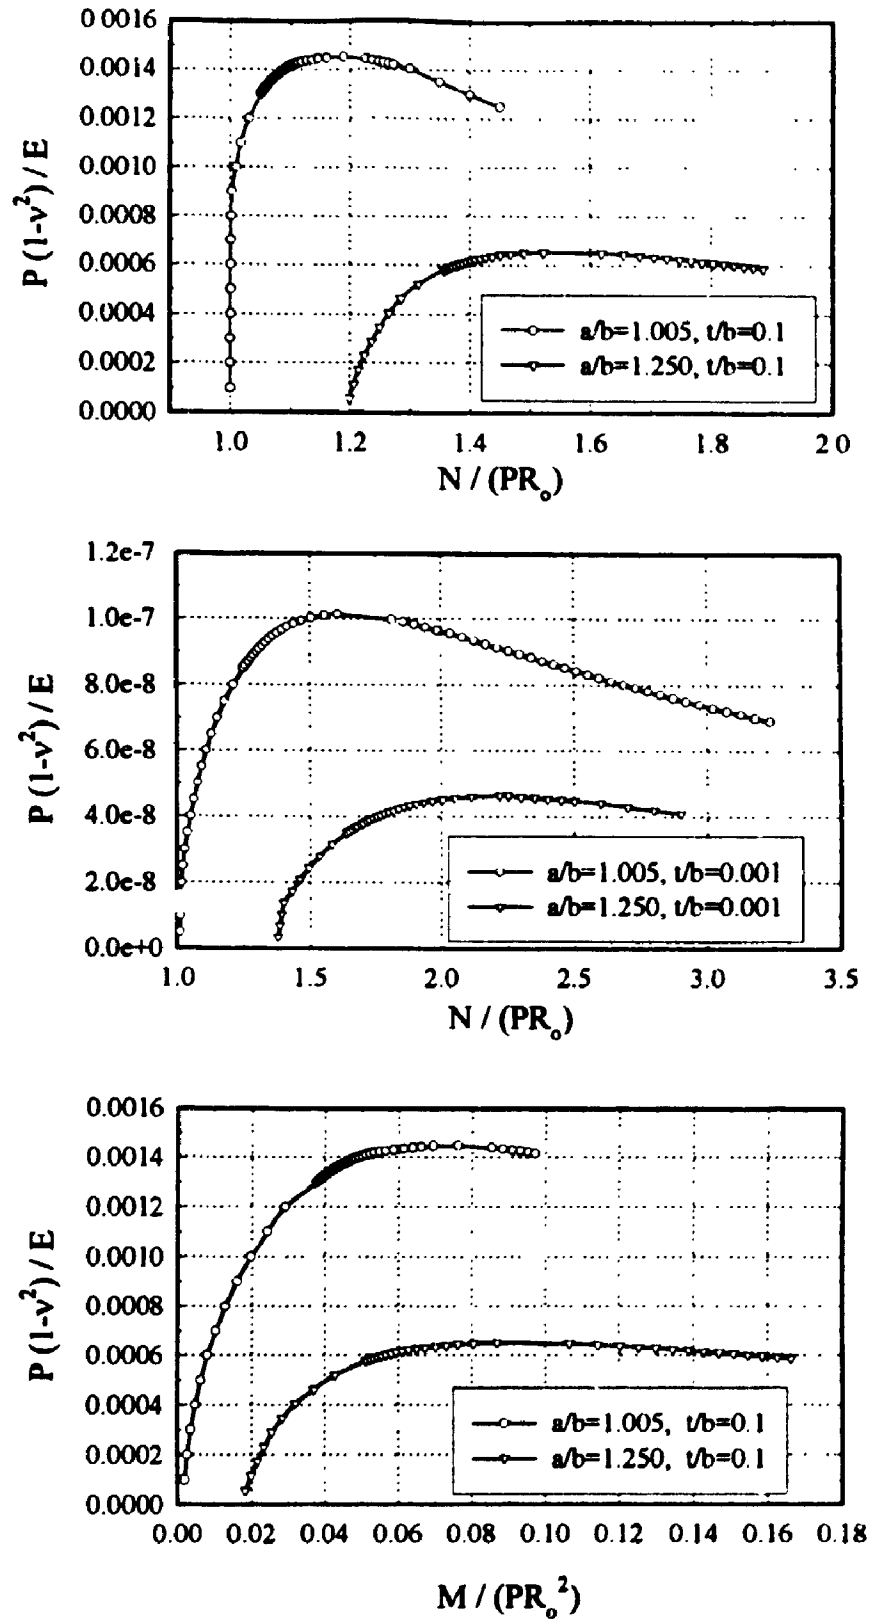 P (1-ν²) / E
0.0016
0.0014
0.0012
0.0010
0.0008
0.0006
0.0004
0.0002
0.0000
a/b=1.005, t/b=0.1
a/b=1.250, t/b=0.1
1.0 1.2 1.4 1.6 1.8 2.0
N / (PRₒ)
P (1-ν²) / E
1.2e-7
1.0e-7
8.0e-8
6.0e-8
4.0e-8
2.0e-8
0.0e+0
a/b=1.005, t/b=0.001
a/b=1.250, t/b=0.001
1.0 1.5 2.0 2.5 3.0 3.5
N / (PRₒ)
P (1-ν²) / E
0.0016
0.0014
0.0012
0.0010
0.0008
0.0006
0.0004
0.0002
0.0000
a/b=1.005, t/b=0.1
a/b=1.250, t/b=0.1
0.00 0.02 0.04 0.06 0.08 0.10 0.12 0.14 0.16 0.18
M / (PRₒ²)